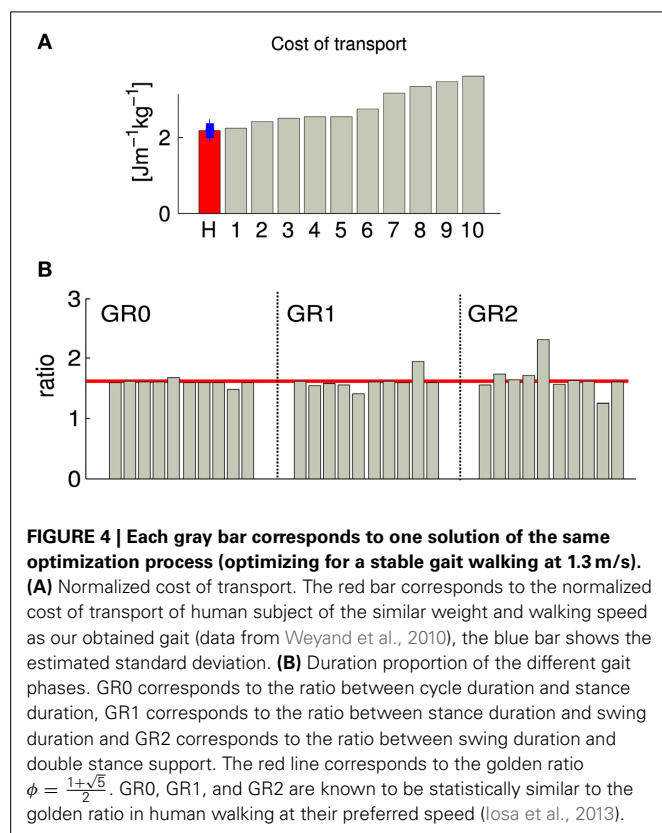 A
Cost of transport
[Jm⁻¹kg⁻¹]
2
0
H 1 2 3 4 5 6 7 8 9 10
B
3
GR0 GR1 GR2
2
ratio
1
0
FIGURE 4 | Each gray bar corresponds to one solution of the same
optimization process (optimizing for a stable gait walking at 1.3 m/s).
(A) Normalized cost of transport. The red bar corresponds to the normalized
cost of transport of human subject of the similar weight and walking speed
as our obtained gait (data from Weyand et al., 2010), the blue bar shows the
estimated standard deviation. (B) Duration proportion of the different gait
phases. GR0 corresponds to the ratio between cycle duration and stance
duration, GR1 corresponds to the ratio between stance duration and swing
duration and GR2 corresponds to the ratio between swing duration and
double stance support. The red line corresponds to the golden ratio
ϕ = (1+√5)/2. GR0, GR1, and GR2 are known to be statistically similar to the
golden ratio in human walking at their preferred speed (Iosa et al., 2013).